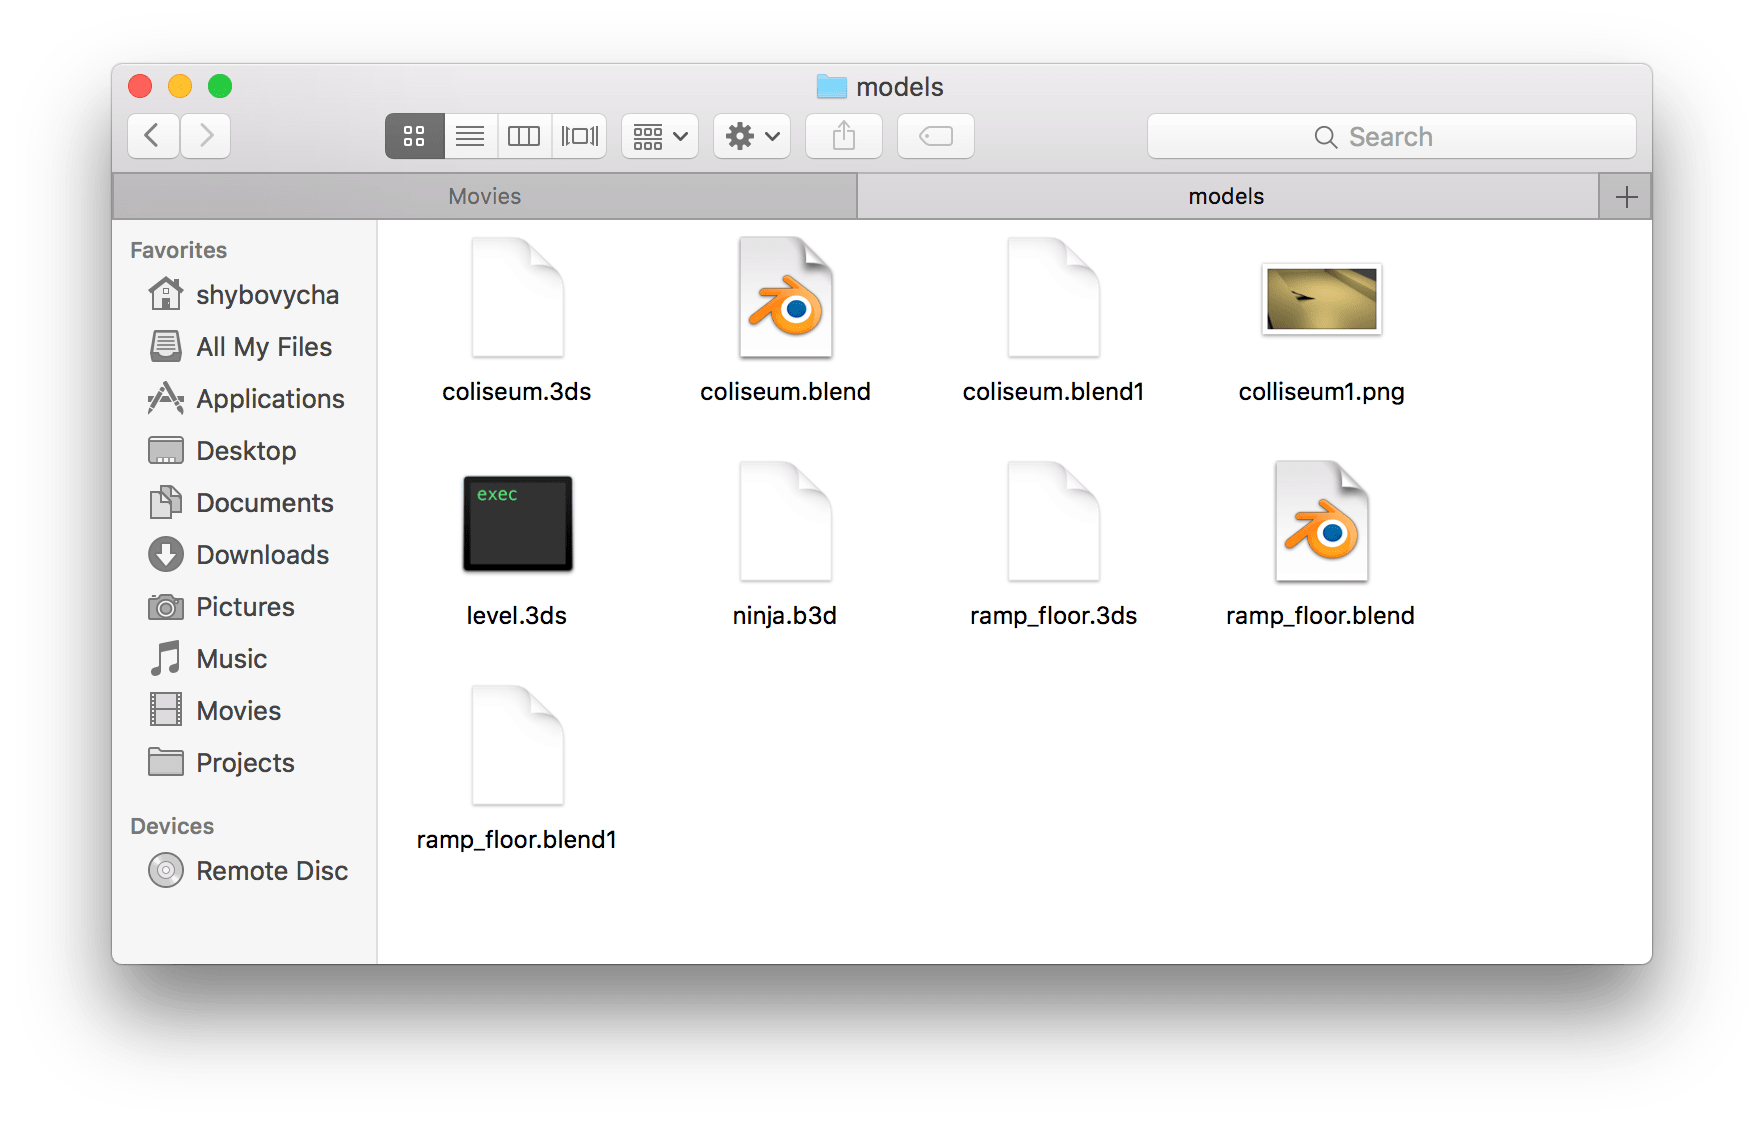 models
Search
Movies
models
Favorites
shybovycha
All My Files
Applications
Desktop
Documents
Downloads
Pictures
Music
Movies
Projects
Devices
Remote Disc
coliseum.3ds
coliseum.blend
coliseum.blend1
colliseum1.png
exec
level.3ds
ninja.b3d
ramp_floor.3ds
ramp_floor.blend
ramp_floor.blend1